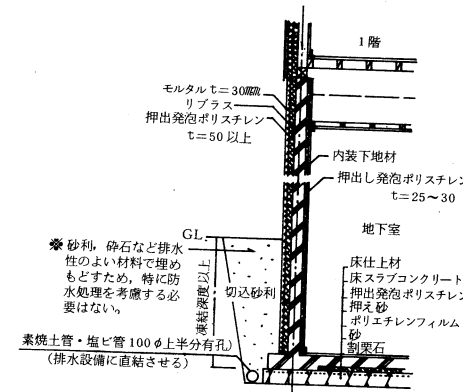 1階
モルタルt=30㎜
リブラス
押出発泡ポリスチレン
t=50以上
内装下地材
押出し発泡ポリスチレン
t=25～30
地下室
GL
※砂利，砕石など排水
性のよい材料で埋め
もどすため，特に防
水処理を考慮する必
要はない。
凍結深度以上
切込砂利
床仕上材
床スラブコンクリート
押出発泡ポリスチレン
押え砂
ポリエチレンフィルム
砂
割栗石
素焼土管・塩ビ管100φ上半分有孔）
（排水設備に直結させる）